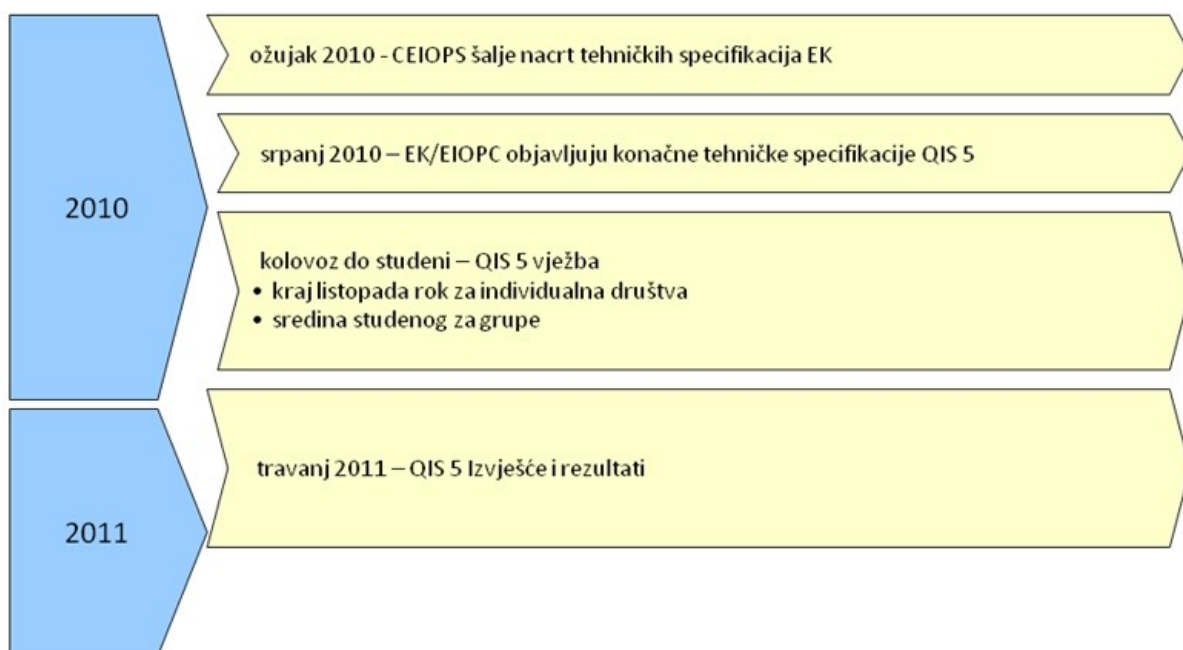 2010
ožujak 2010 - CEIOPS šalje nacrt tehničkih specifikacija EK
srpanj 2010 – EK/EIOPC objavljuju konačne tehničke specifikacije QIS 5
kolovoz do studeni – QIS 5 vježba
• kraj listopada rok za individualna društva
• sredina studenog za grupe
2011
travanj 2011 – QIS 5 Izvješće i rezultati